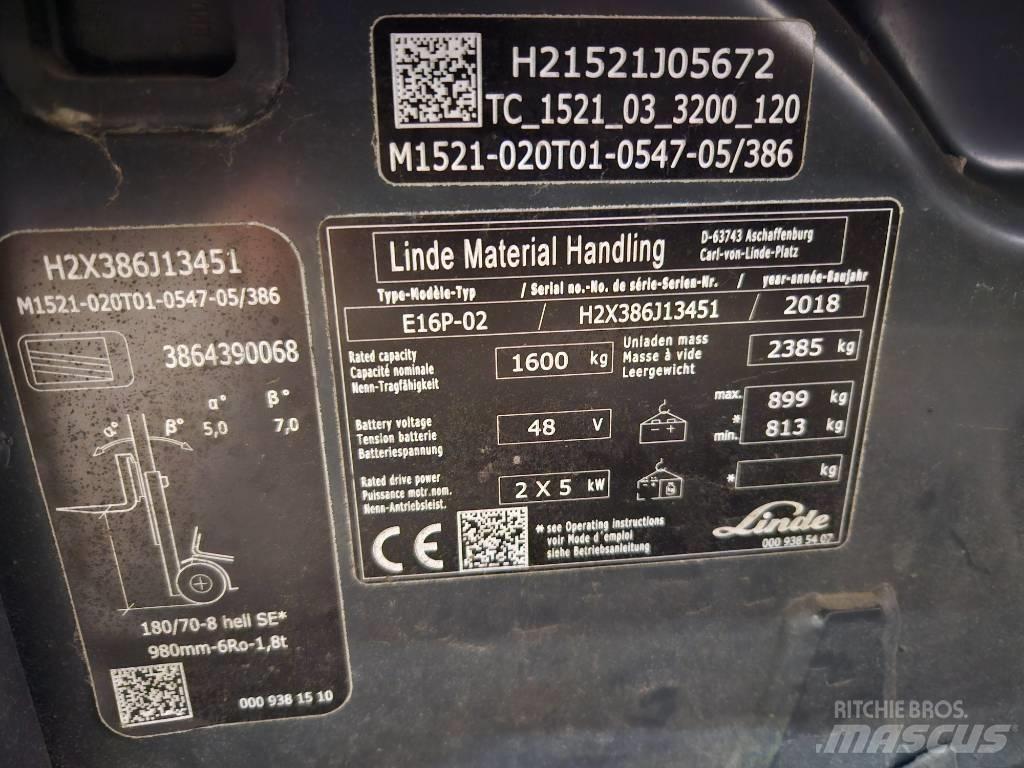 H21521J05672
TC_1521_03_3200_120
M1521-020T01-0547-05/386
H2X386J13451
M1521-020T01-0547-05/386
3864390068
α° β°
α° β° 5,0 7,0
180/70-8 hell SE*
980mm-6Ro-1,8t
000 938 15 10
Linde Material Handling
D-63743 Aschaffenburg
Carl-von-Linde-Platz
Type-Modèle-Typ / Serial no.-No. de série-Serien-Nr. / year-année-Baujahr
E16P-02 / H2X386J13451 / 2018
Rated capacity
Capacité nominale
Nenn-Tragfähigkeit
1600 kg
Unladen mass
Masse à vide
Leergewicht
2385 kg
Battery voltage
Tension batterie
Batteriespannung
48 V
- +
max. 899 kg
*
min. 813 kg
Rated drive power
Puissance motr.nom.
Nenn-Antriebsleist.
2 X 5 kW
kg
* kg
CE
* see Operating instructions
voir Mode d'emploi
siehe Betriebsanleitung
Linde
000 938 54 07
RITCHIE BROS.
MASCUS